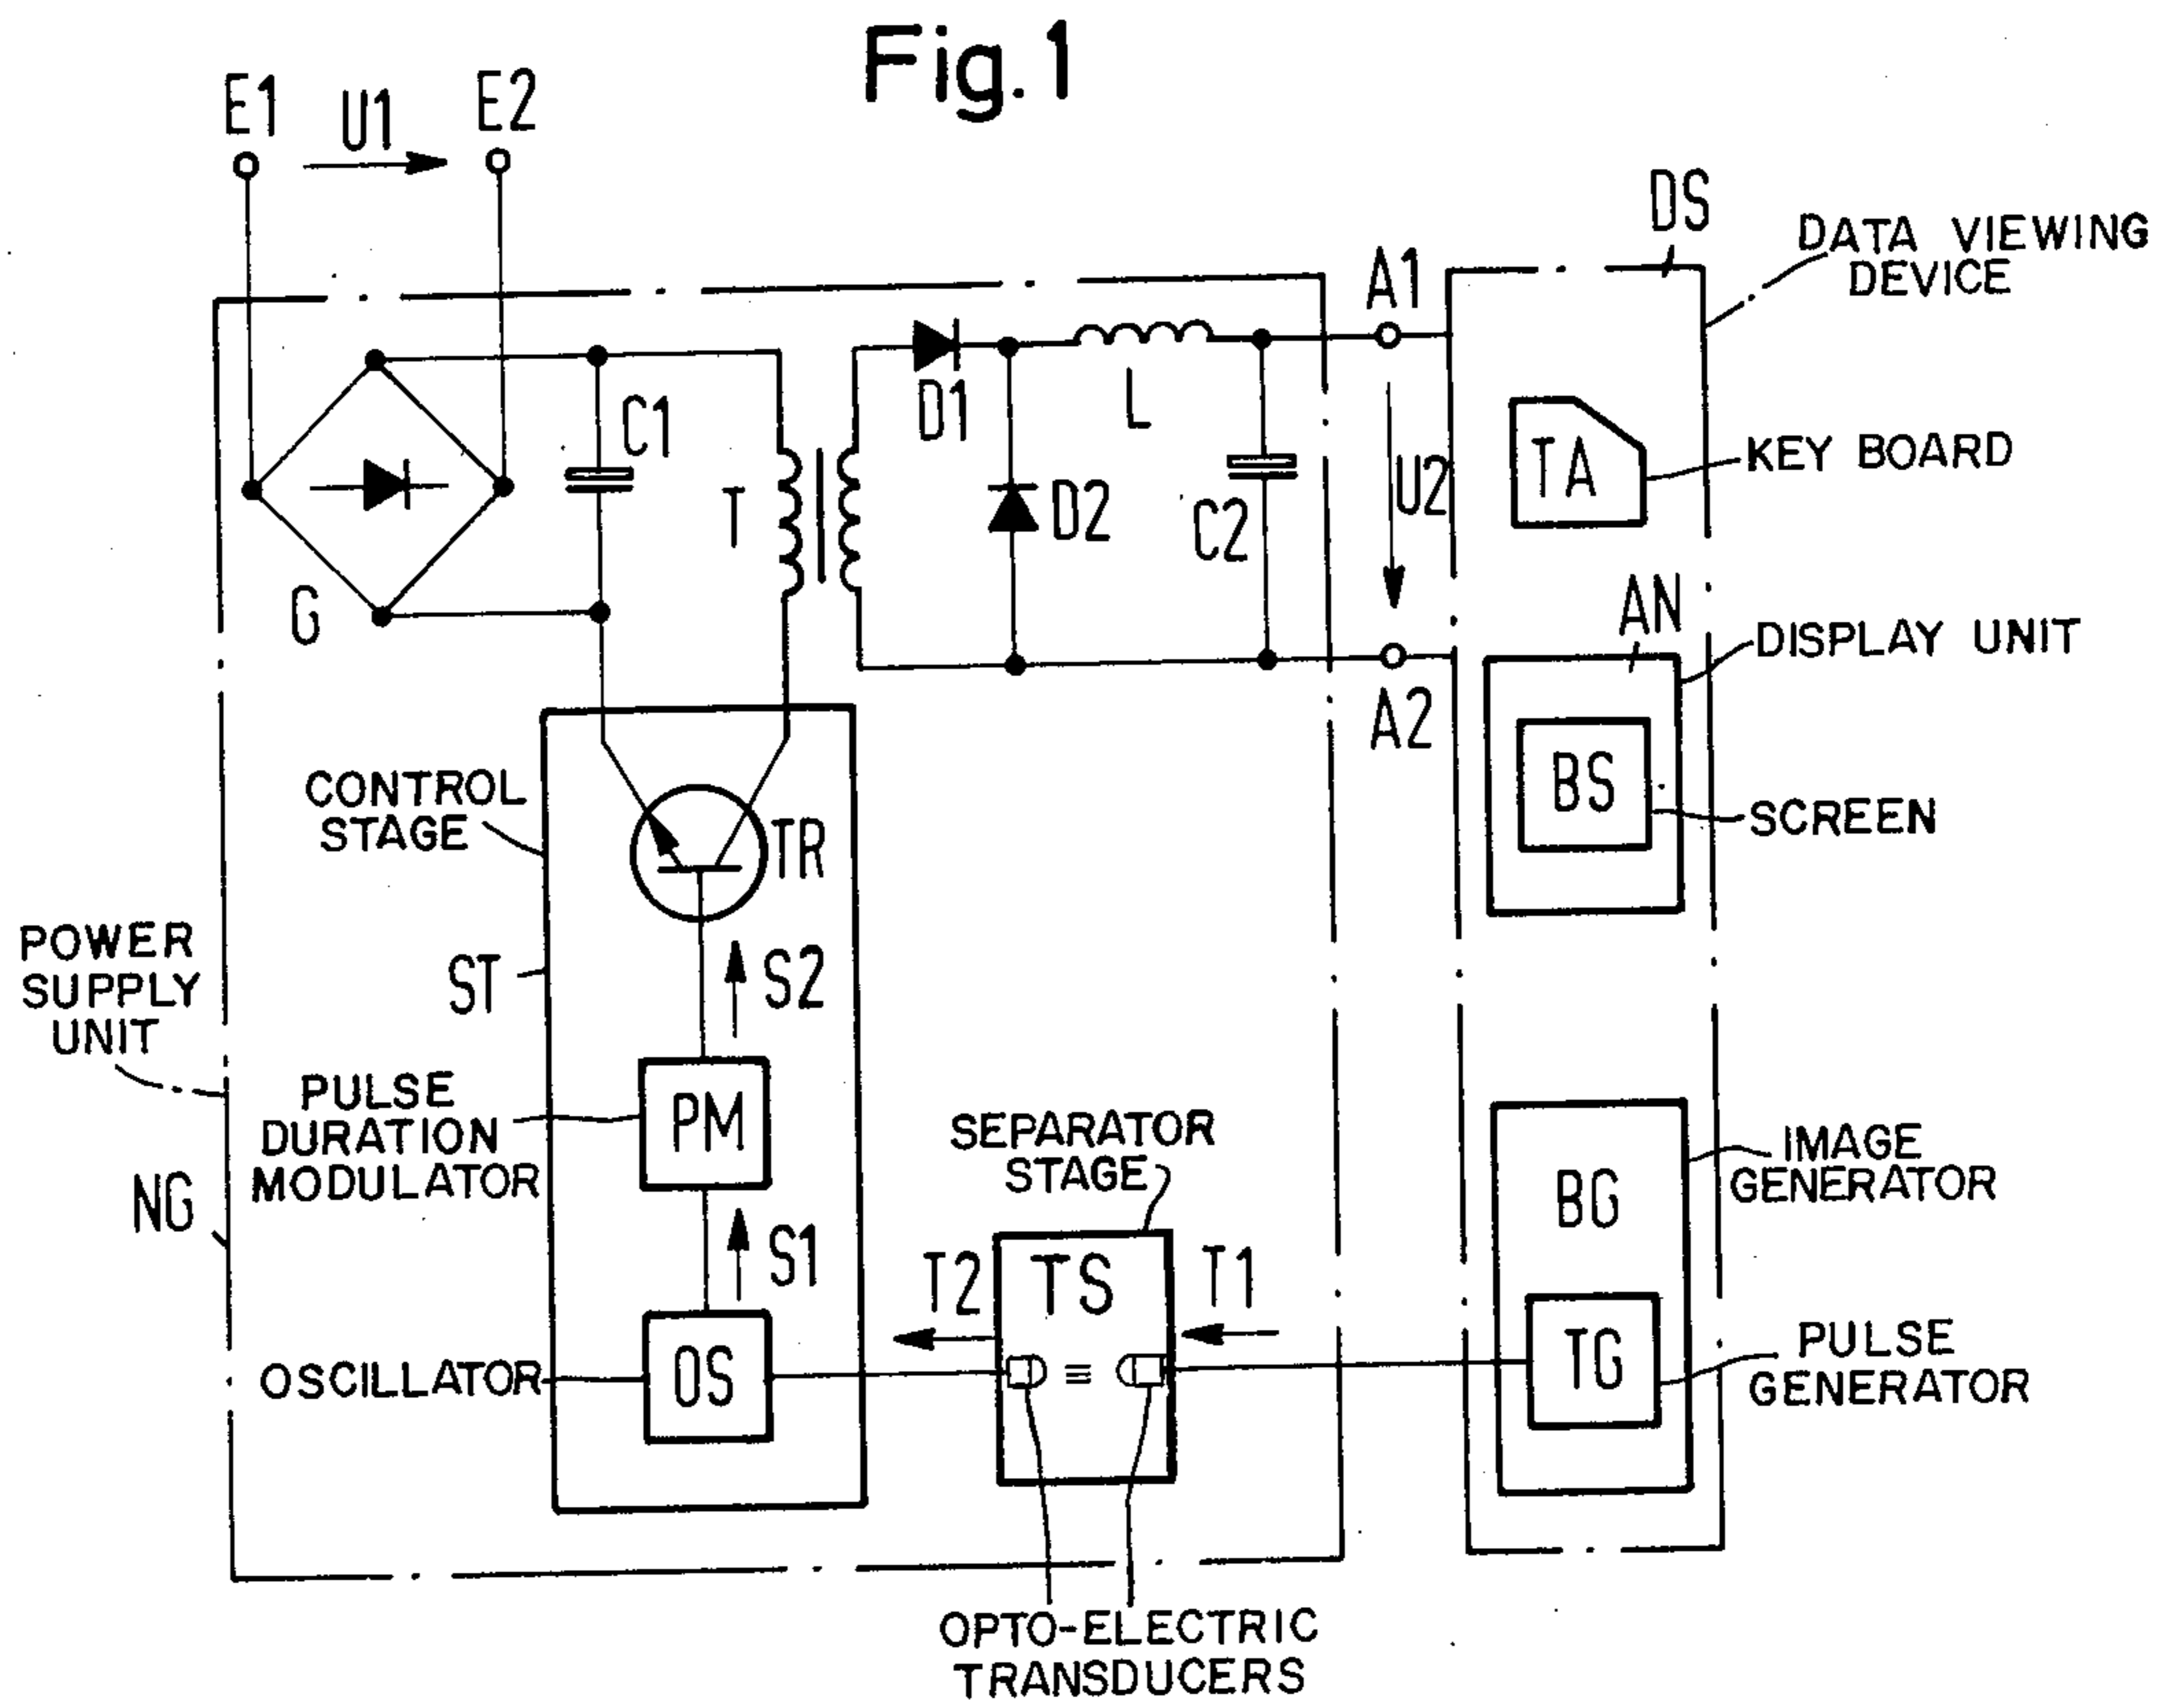 Fig.1
E1
U1
E2
DS
DATA VIEWING
DEVICE
A1
C1
D1
L
T
D2
C2
U2
TA
KEY BOARD
G
AN
DISPLAY UNIT
A2
BS
SCREEN
CONTROL
STAGE
TR
POWER
SUPPLY
UNIT
ST
S2
PULSE
DURATION
MODULATOR
PM
SEPARATOR
STAGE
IMAGE
GENERATOR
BG
NG
S1
T2
TS
T1
OSCILLATOR
OS
TG
PULSE
GENERATOR
OPTO-ELECTRIC
TRANSDUCERS